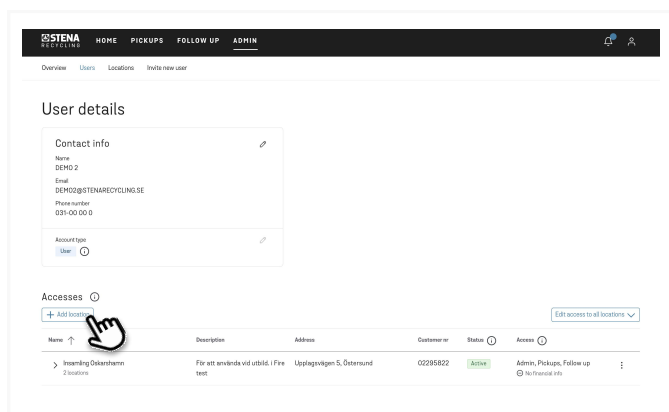 STENA
RECYCLING
HOME PICKUPS FOLLOW UP ADMIN
Overview Users Locations Invite new user
User details
Contact info
Name
DEMO 2
Email
DEMO2@STENARECYCLING.SE
Phone number
031-00 00 0
Account type
User
Accesses
+ Add location
Edit access to all locations
Name ↑ Description Address Customer nr Status Access
Insamling Oskarshamn För att använda vid utbild. i Fire Upplagsvägen 5, Östersund 02295822 Active Admin, Pickups, Follow up
2 locations test No financial info